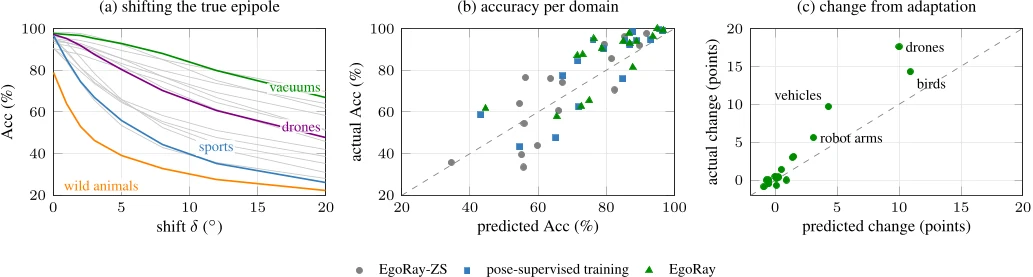 (a) shifting the true epipole
Acc (%)
100
80
60
40
20
vacuums
drones
sports
wild animals
0 5 10 15 20
shift δ (°)
(b) accuracy per domain
actual Acc (%)
100
80
60
40
20
20 40 60 80 100
predicted Acc (%)
(c) change from adaptation
actual change (points)
20
15
10
5
0
drones
birds
vehicles
robot arms
0 5 10 15 20
predicted change (points)
EgoRay-ZS pose-supervised training EgoRay